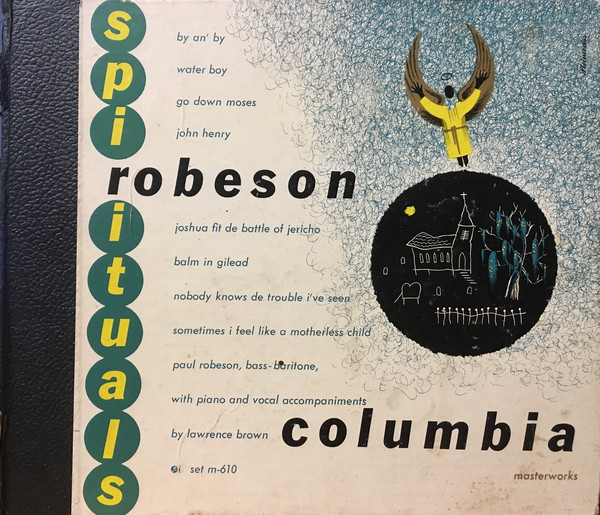 spirituals
by an' by
water boy
go down moses
john henry
robeson
joshua fit de battle of jericho
balm in gilead
nobody knows de trouble i've seen
sometimes i feel like a motherless child
paul robeson, bass-baritone,
with piano and vocal accompaniments
by lawrence brown
columbia
set m-610
masterworks